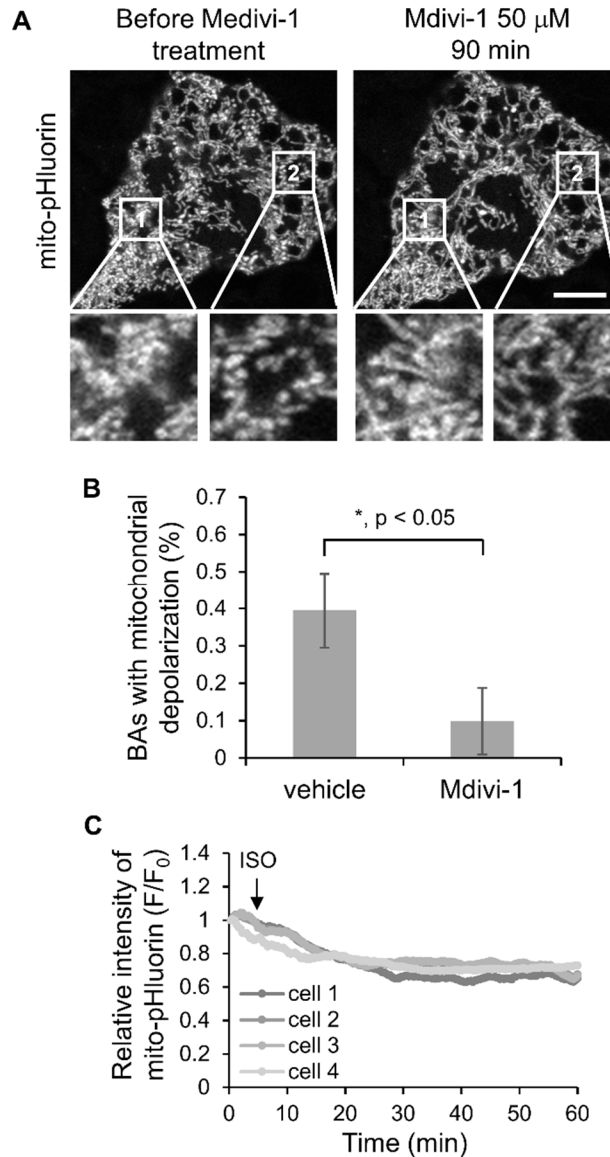 A
Before Medivi-1
treatment
Mdivi-1 50 μM
90 min
mito-pHluorin
1
2
1
2
B
BAs with mitochondrial
depolarization (%)
0.7
0.6
0.5
0.4
0.3
0.2
0.1
0
*, p < 0.05
vehicle
Mdivi-1
C
Relative intensity of
mito-pHluorin (F/F0)
1.4
1.2
1
0.8
0.6
0.4
0.2
0
ISO
cell 1
cell 2
cell 3
cell 4
0 10 20 30 40 50 60
Time (min)